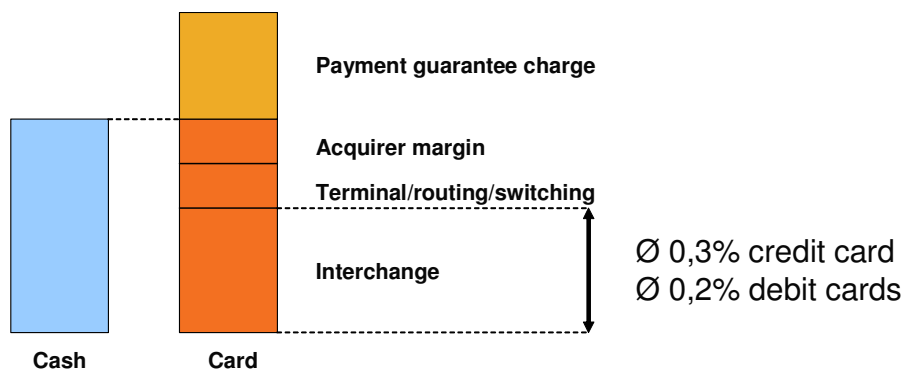 Payment guarantee charge
Acquirer margin
Terminal/routing/switching
Interchange
Ø 0,3% credit card
Ø 0,2% debit cards
Cash
Card